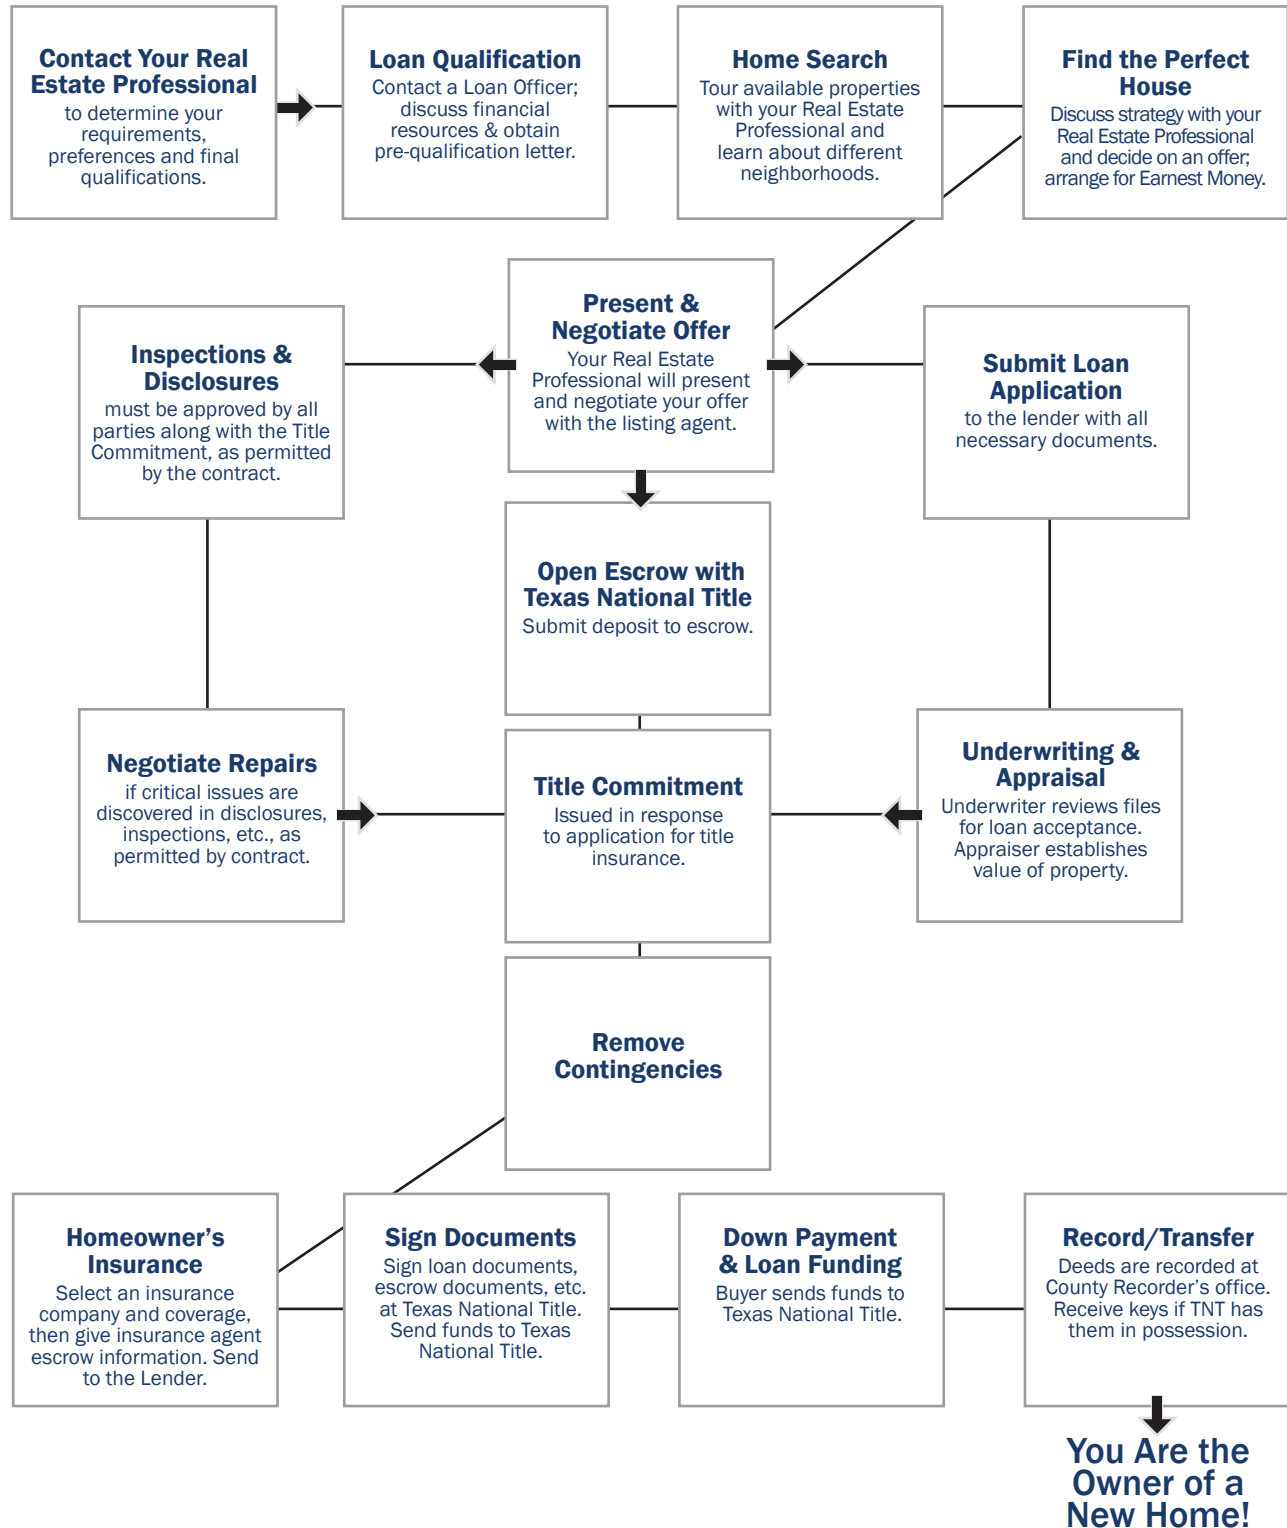 Contact Your Real
Estate Professional
to determine your
requirements,
preferences and final
qualifications.
Loan Qualification
Contact a Loan Officer;
discuss financial
resources & obtain
pre-qualification letter.
Home Search
Tour available properties
with your Real Estate
Professional and
learn about different
neighborhoods.
Find the Perfect
House
Discuss strategy with your
Real Estate Professional
and decide on an offer;
arrange for Earnest Money.
Present &
Negotiate Offer
Your Real Estate
Professional will present
and negotiate your offer
with the listing agent.
Inspections &
Disclosures
must be approved by all
parties along with the Title
Commitment, as permitted
by the contract.
Submit Loan
Application
to the lender with all
necessary documents.
Open Escrow with
Texas National Title
Submit deposit to escrow.
Negotiate Repairs
if critical issues are
discovered in disclosures,
inspections, etc., as
permitted by contract.
Title Commitment
Issued in response
to application for title
insurance.
Underwriting &
Appraisal
Underwriter reviews files
for loan acceptance.
Appraiser establishes
value of property.
Remove
Contingencies
Homeowner's
Insurance
Select an insurance
company and coverage,
then give insurance agent
escrow information. Send
to the Lender.
Sign Documents
Sign loan documents,
escrow documents, etc.
at Texas National Title.
Send funds to Texas
National Title.
Down Payment
& Loan Funding
Buyer sends funds to
Texas National Title.
Record/Transfer
Deeds are recorded at
County Recorder's office.
Receive keys if TNT has
them in possession.
You Are the
Owner of a
New Home!